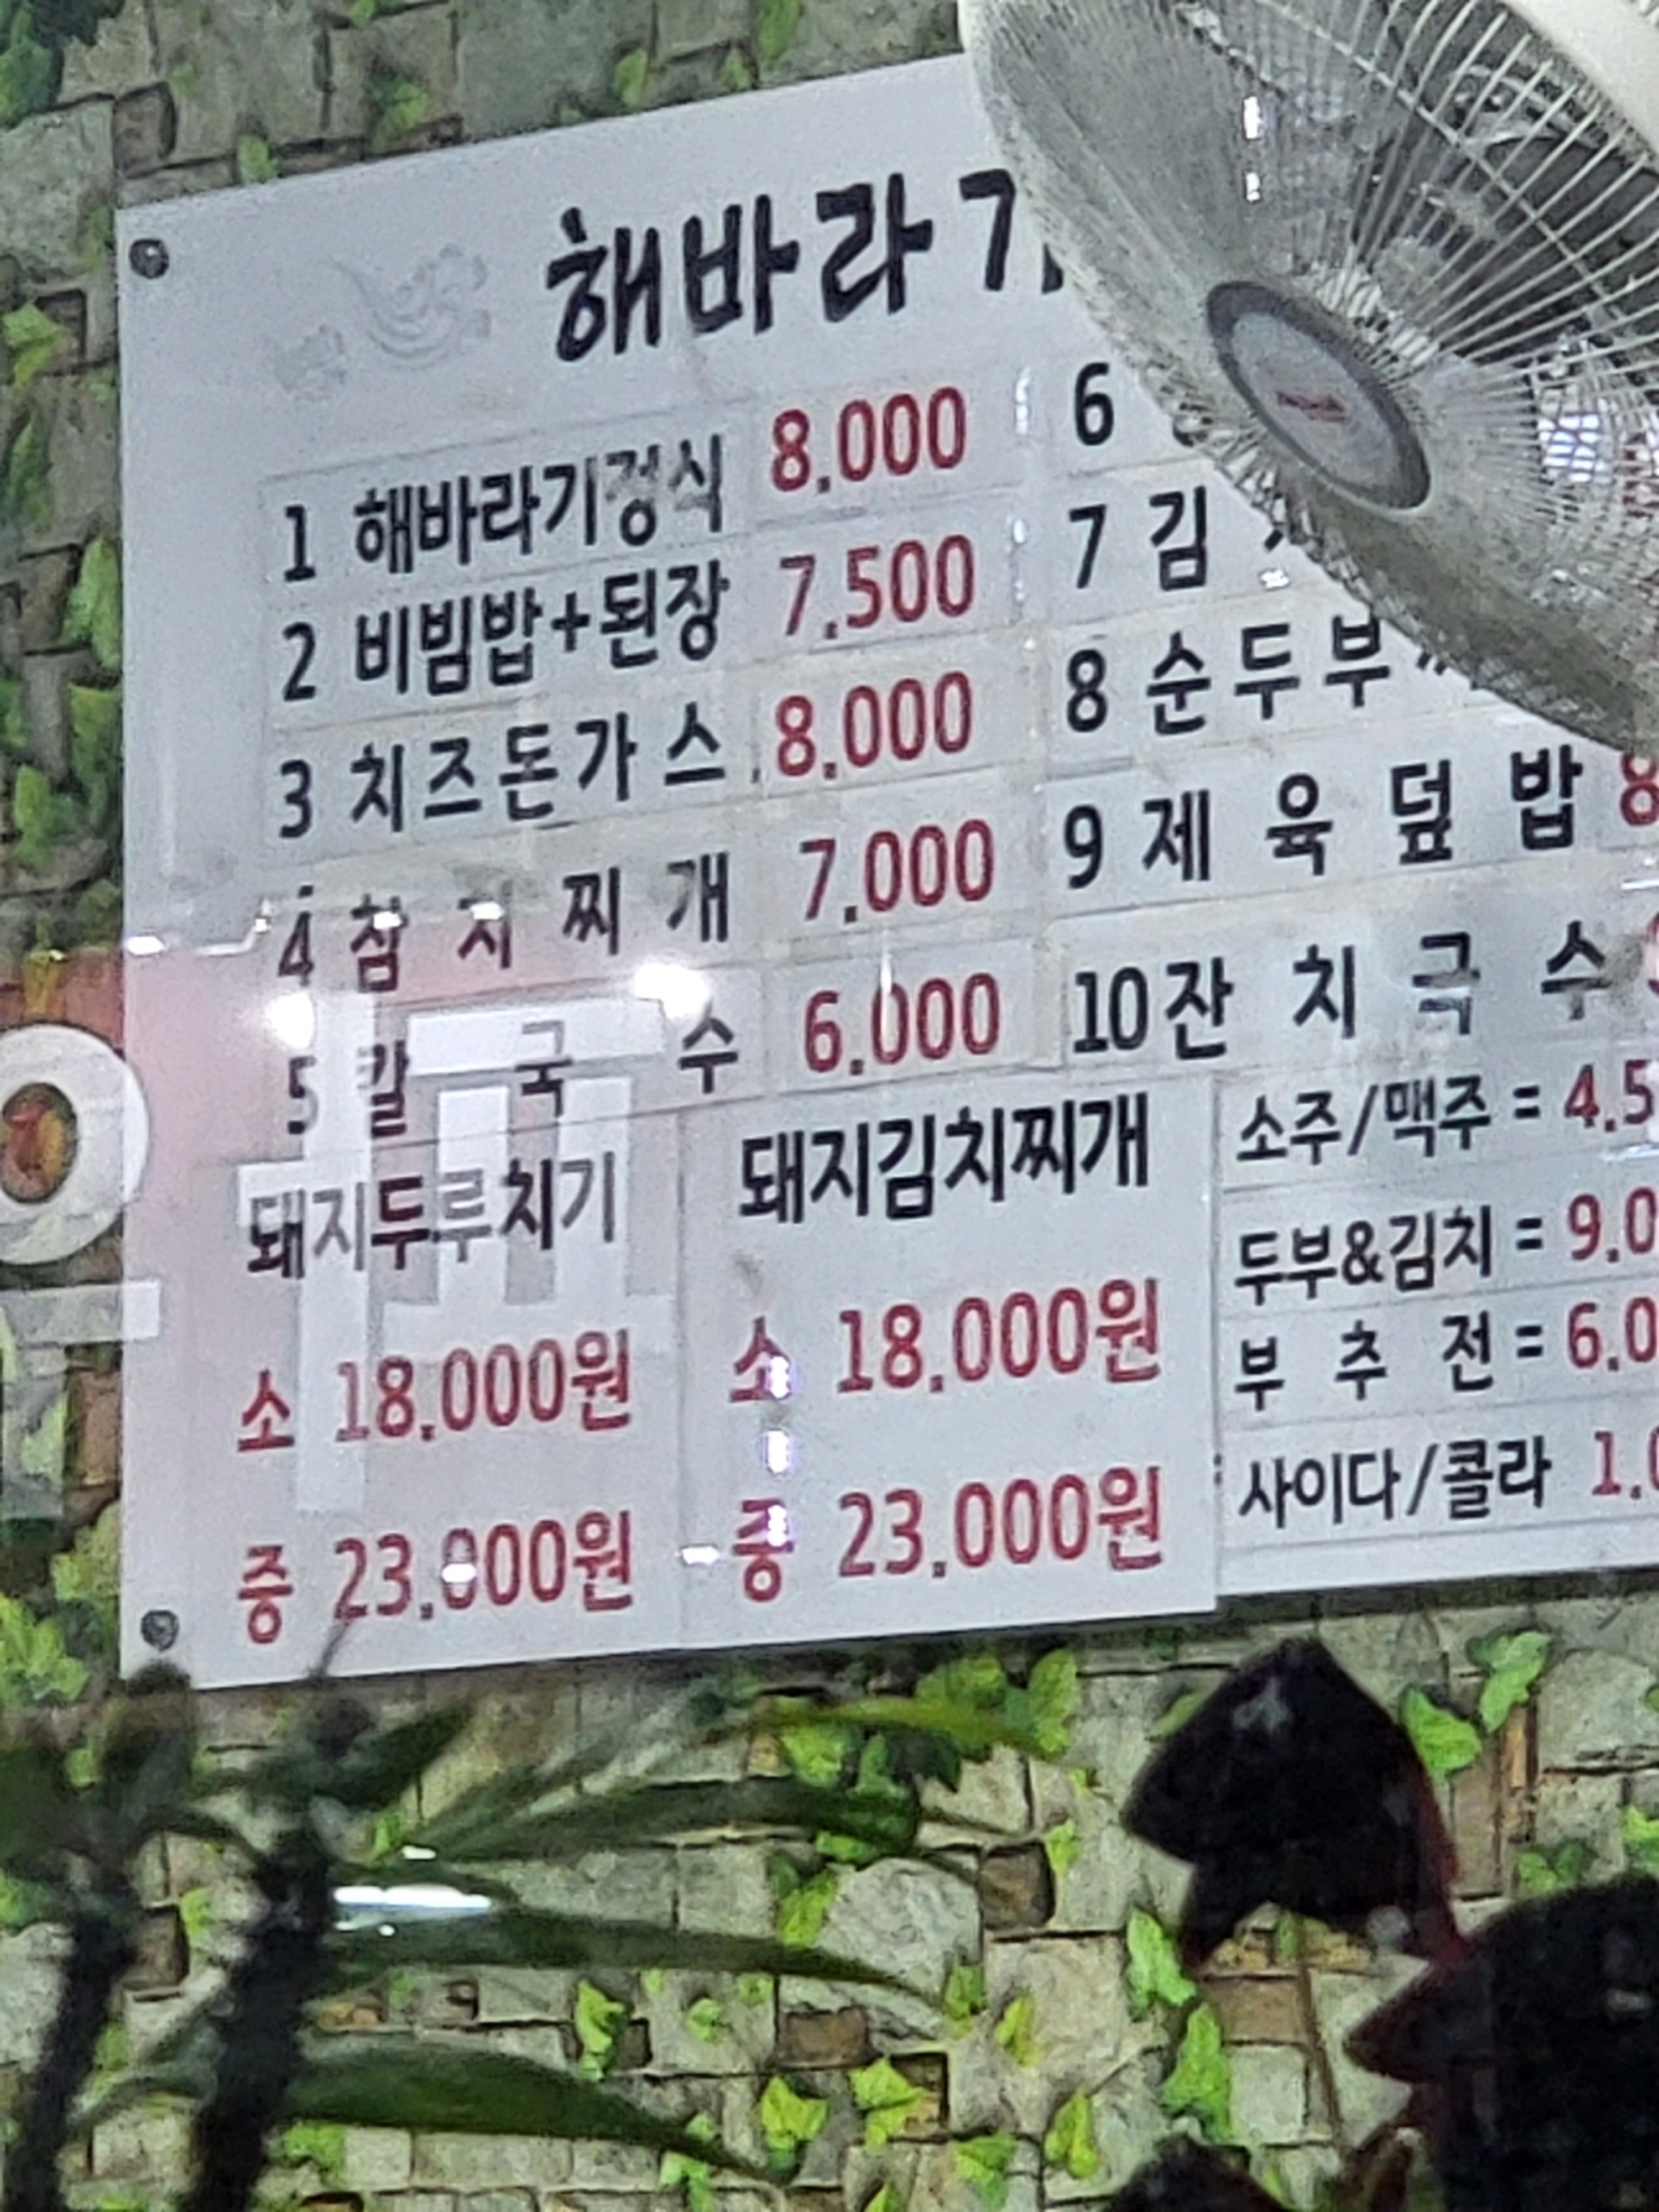 해바라기
1 해바라기정식 8.000
2 비빔밥+된장 7.500
3 치즈돈가스 8.000
4 참치찌개 7.000
5 칼국수 6.000
6
7 김
8 순두부
9 제육덮밥 8
10 잔치국수
돼지두루치기
소 18.000원
중 23.000원
돼지김치찌개
소 18.000원
중 23.000원
소주/맥주 = 4.5
두부&김치 = 9.0
부추전 = 6.0
사이다/콜라 1.0